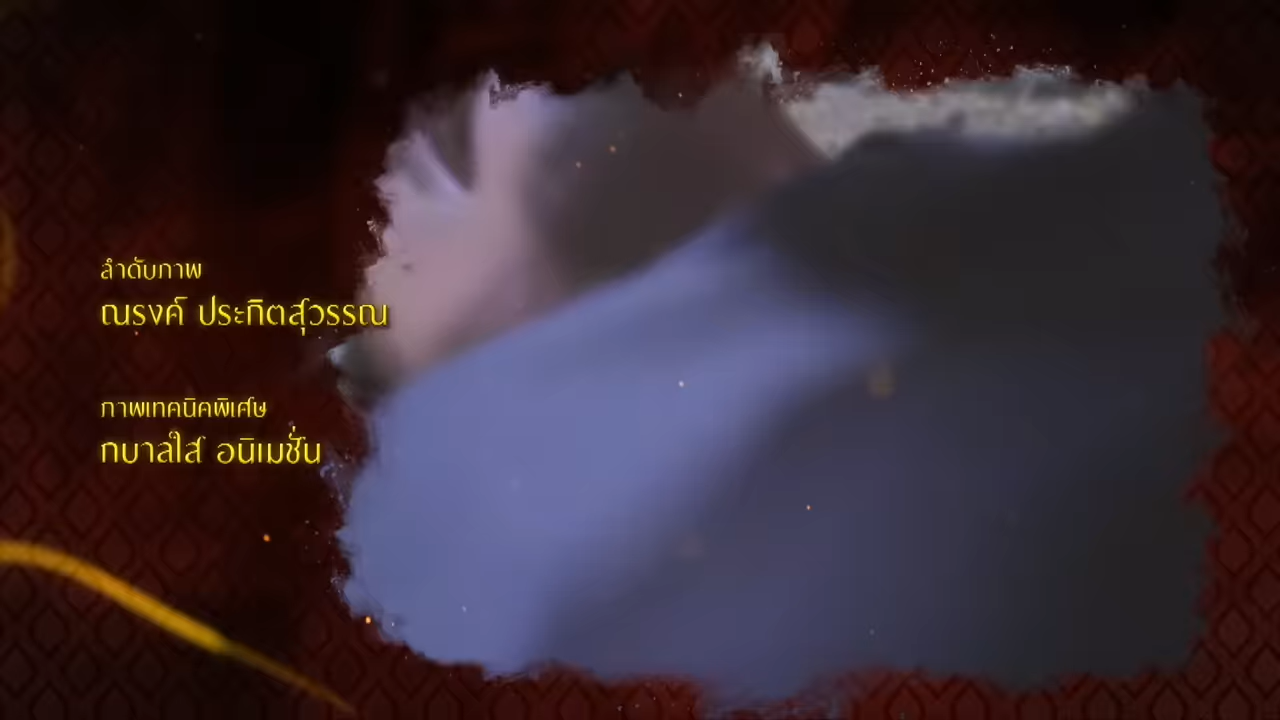 ลำดับภาพ
ณรงค์ ประกิตสุวรรณ
ภาพเทคนิคพิเศษ
กบาลใส อนิเมชั่น